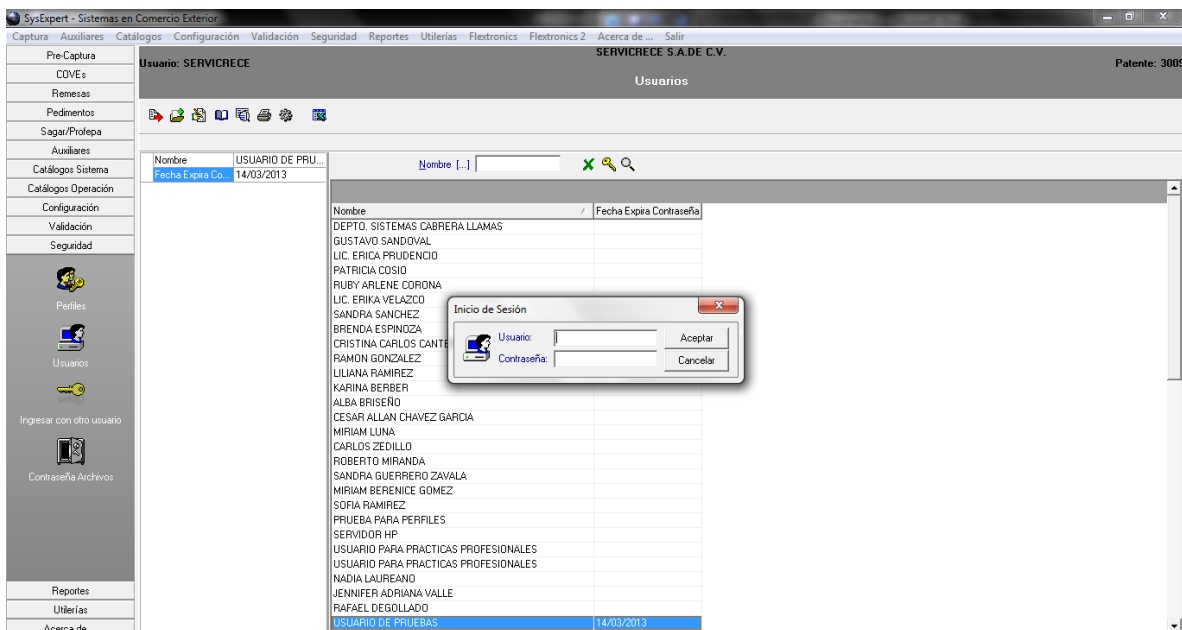 SysExpert - Sistemas en Comercio Exterior
Captura Auxiliares Catálogos Configuración Validación Seguridad Reportes Utilerías Flextronics Flextronics 2 Acerca de ... Salir
Pre-Captura
COVEs
Remesas
Pedimentos
Sagar/Profepa
Auxiliares
Catálogos Sistema
Catálogos Operación
Configuración
Validación
Seguridad
Perfiles
Usuarios
Ingresar con otro usuario
Contraseña Archivos
Reportes
Utilerías
Acerca de
SERVICRECE S.A.DE C.V.
Usuario: SERVICRECE
Patente: 3009
Usuarios
Nombre USUARIO DE PRU...
Fecha Expira Co... 14/03/2013
Nombre [...]
Nombre / Fecha Expira Contraseña
DEPTO. SISTEMAS CABRERA LLAMAS
GUSTAVO SANDOVAL
LIC. ERICA PRUDENCIO
PATRICIA COSIO
RUBY ARLENE CORONA
LIC. ERIKA VELAZCO
SANDRA SANCHEZ
BRENDA ESPINOZA
CRISTINA CARLOS CANTE
RAMON GONZALEZ
LILIANA RAMIREZ
KARINA BERBER
ALBA BRISEÑO
CESAR ALLAN CHAVEZ GARCIA
MIRIAM LUNA
CARLOS ZEDILLO
ROBERTO MIRANDA
SANDRA GUERRERO ZAVALA
MIRIAM BERENICE GOMEZ
SOFIA RAMIREZ
PRUEBA PARA PERFILES
SERVIDOR HP
USUARIO PARA PRACTICAS PROFESIONALES
USUARIO PARA PRACTICAS PROFESIONALES
NADIA LAUREANO
JENNIFER ADRIANA VALLE
RAFAEL DEGOLLADO
USUARIO DE PRUEBAS 14/03/2013
Inicio de Sesión
Usuario: Aceptar
Contraseña: Cancelar